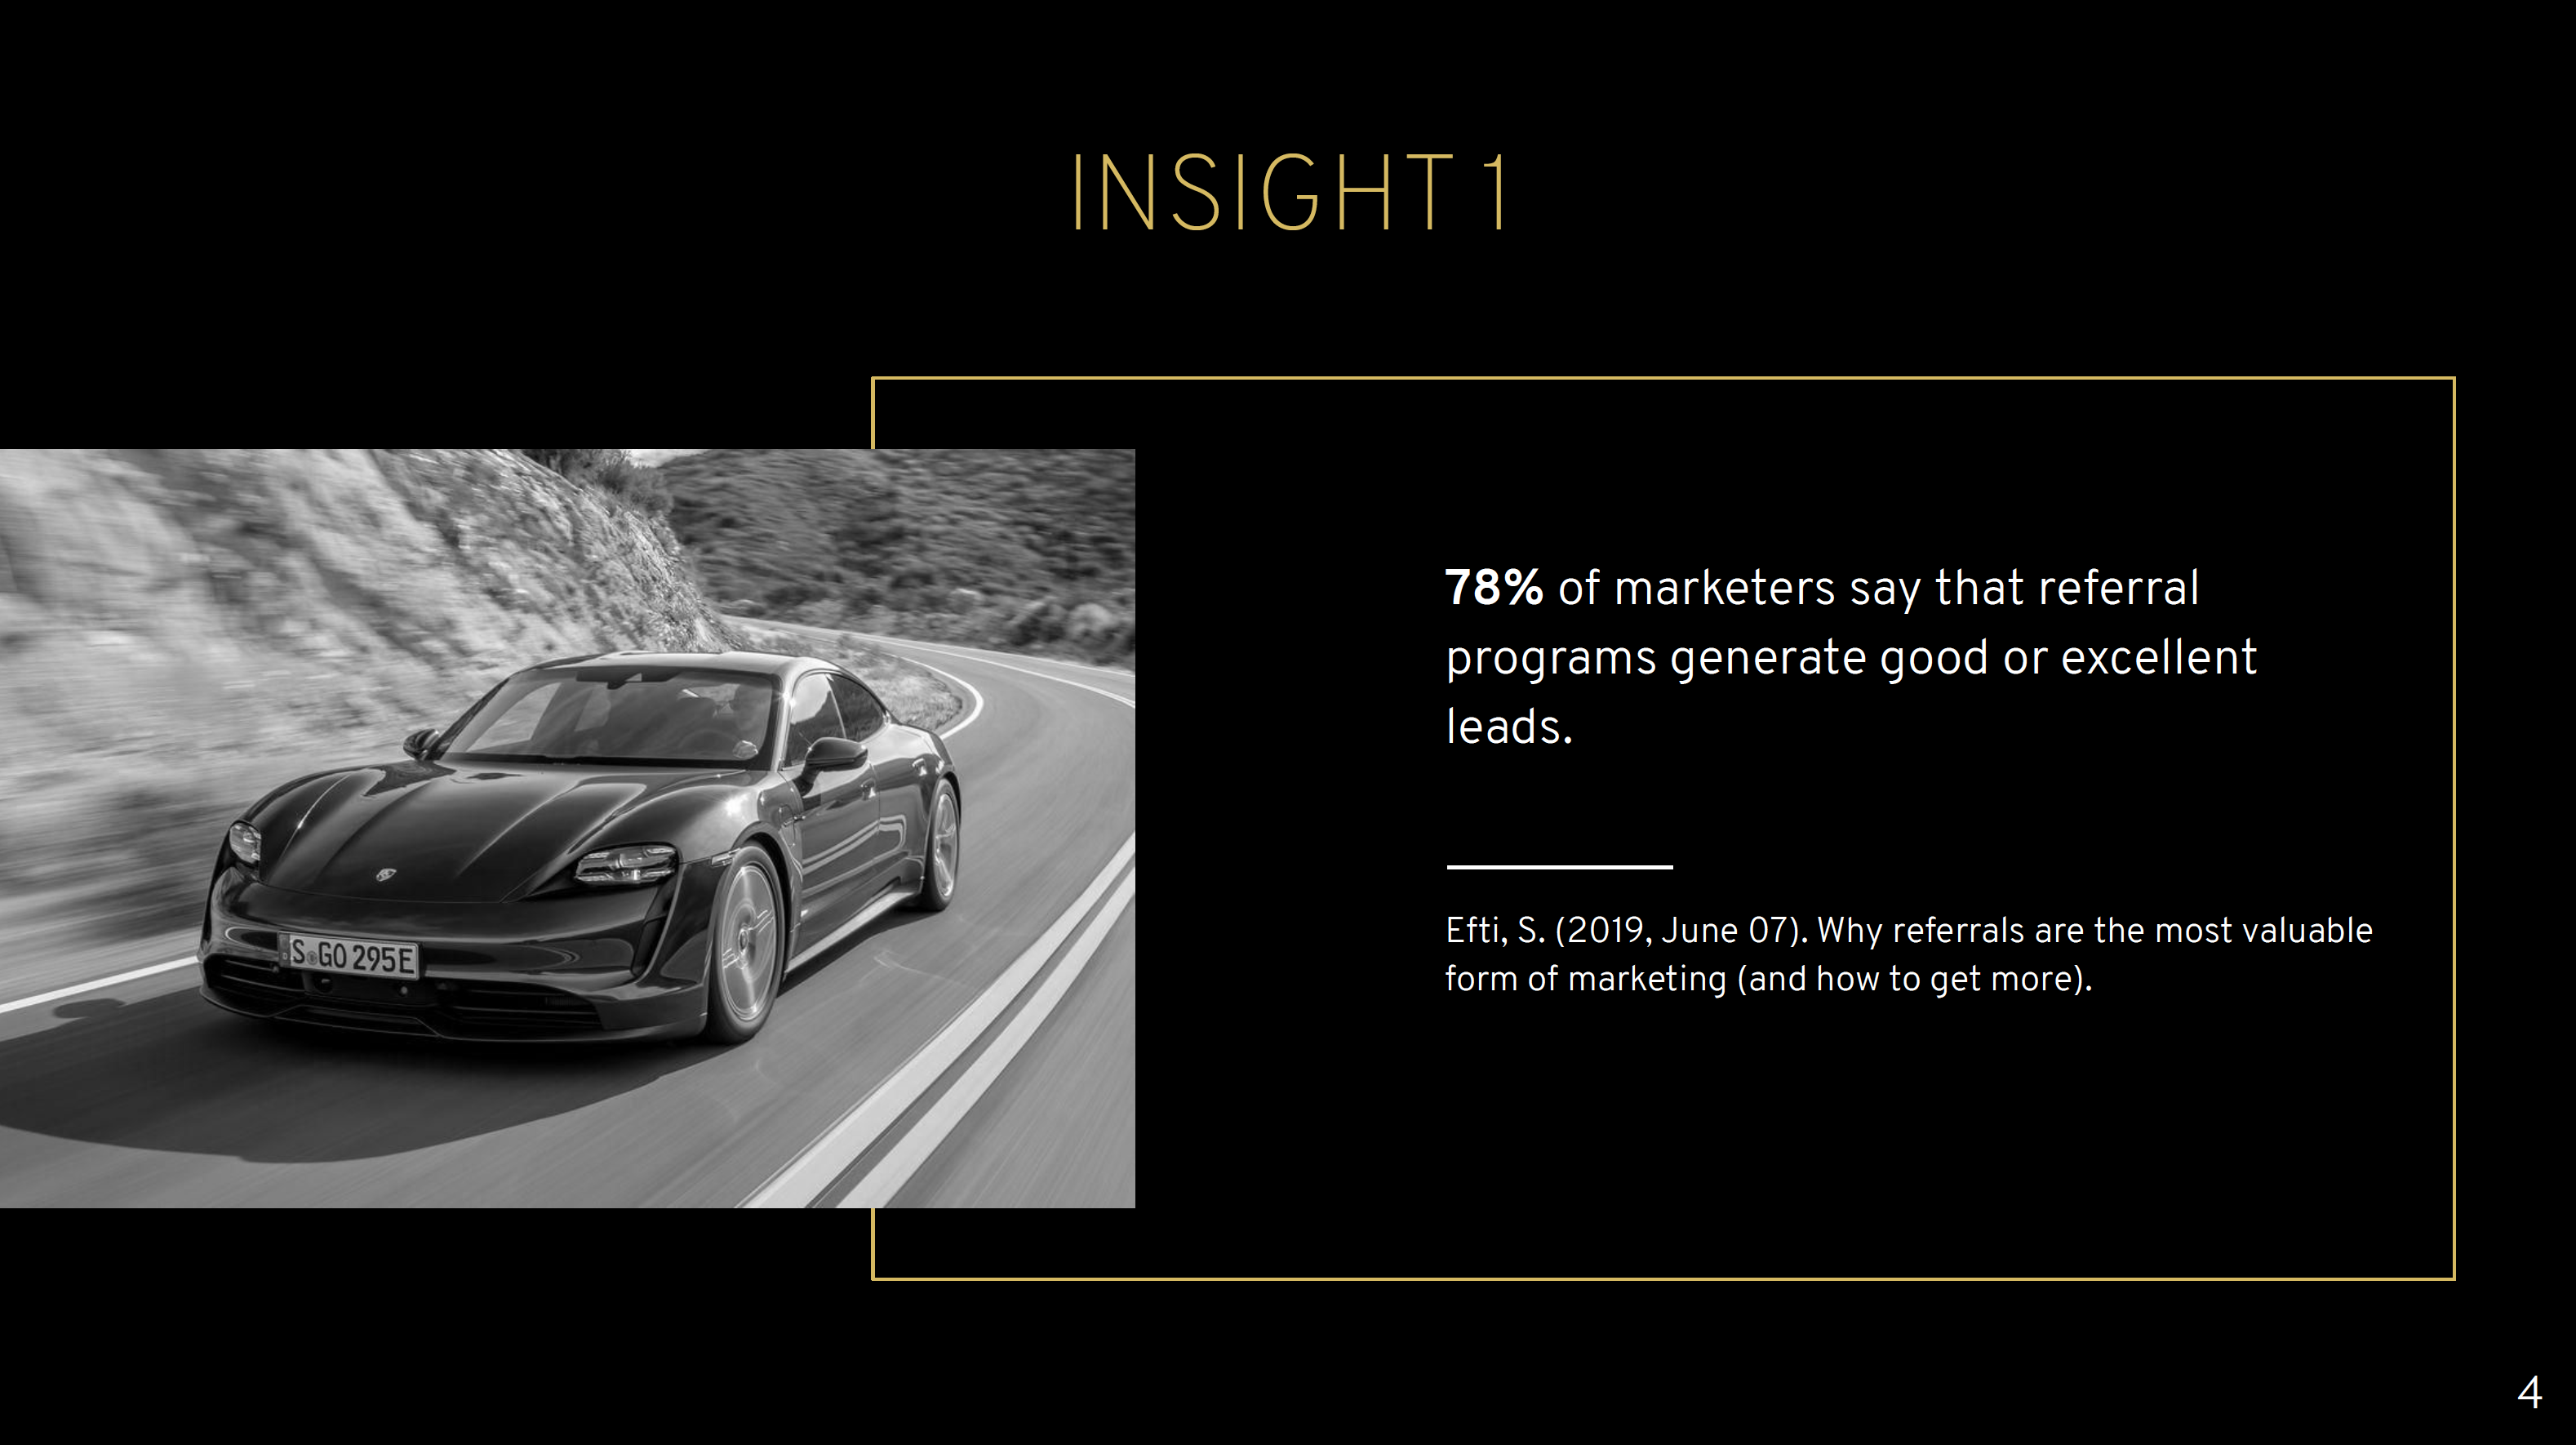 INSIGHT 1
78% of marketers say that referral
programs generate good or excellent
leads.
Efti, S. (2019, June 07). Why referrals are the most valuable
form of marketing (and how to get more).
S GO 295E
4